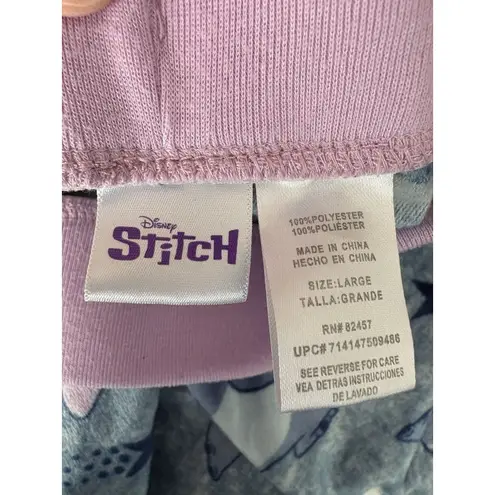 Disney
Stitch
100%POLYESTER
100%POLIÉSTER
MADE IN CHINA
HECHO EN CHINA
SIZE:LARGE
TALLA:GRANDE
RN# 82457
UPC# 714147509486
SEE REVERSE FOR CARE
VEA DETRAS INSTRUCCIONES
DE LAVADO